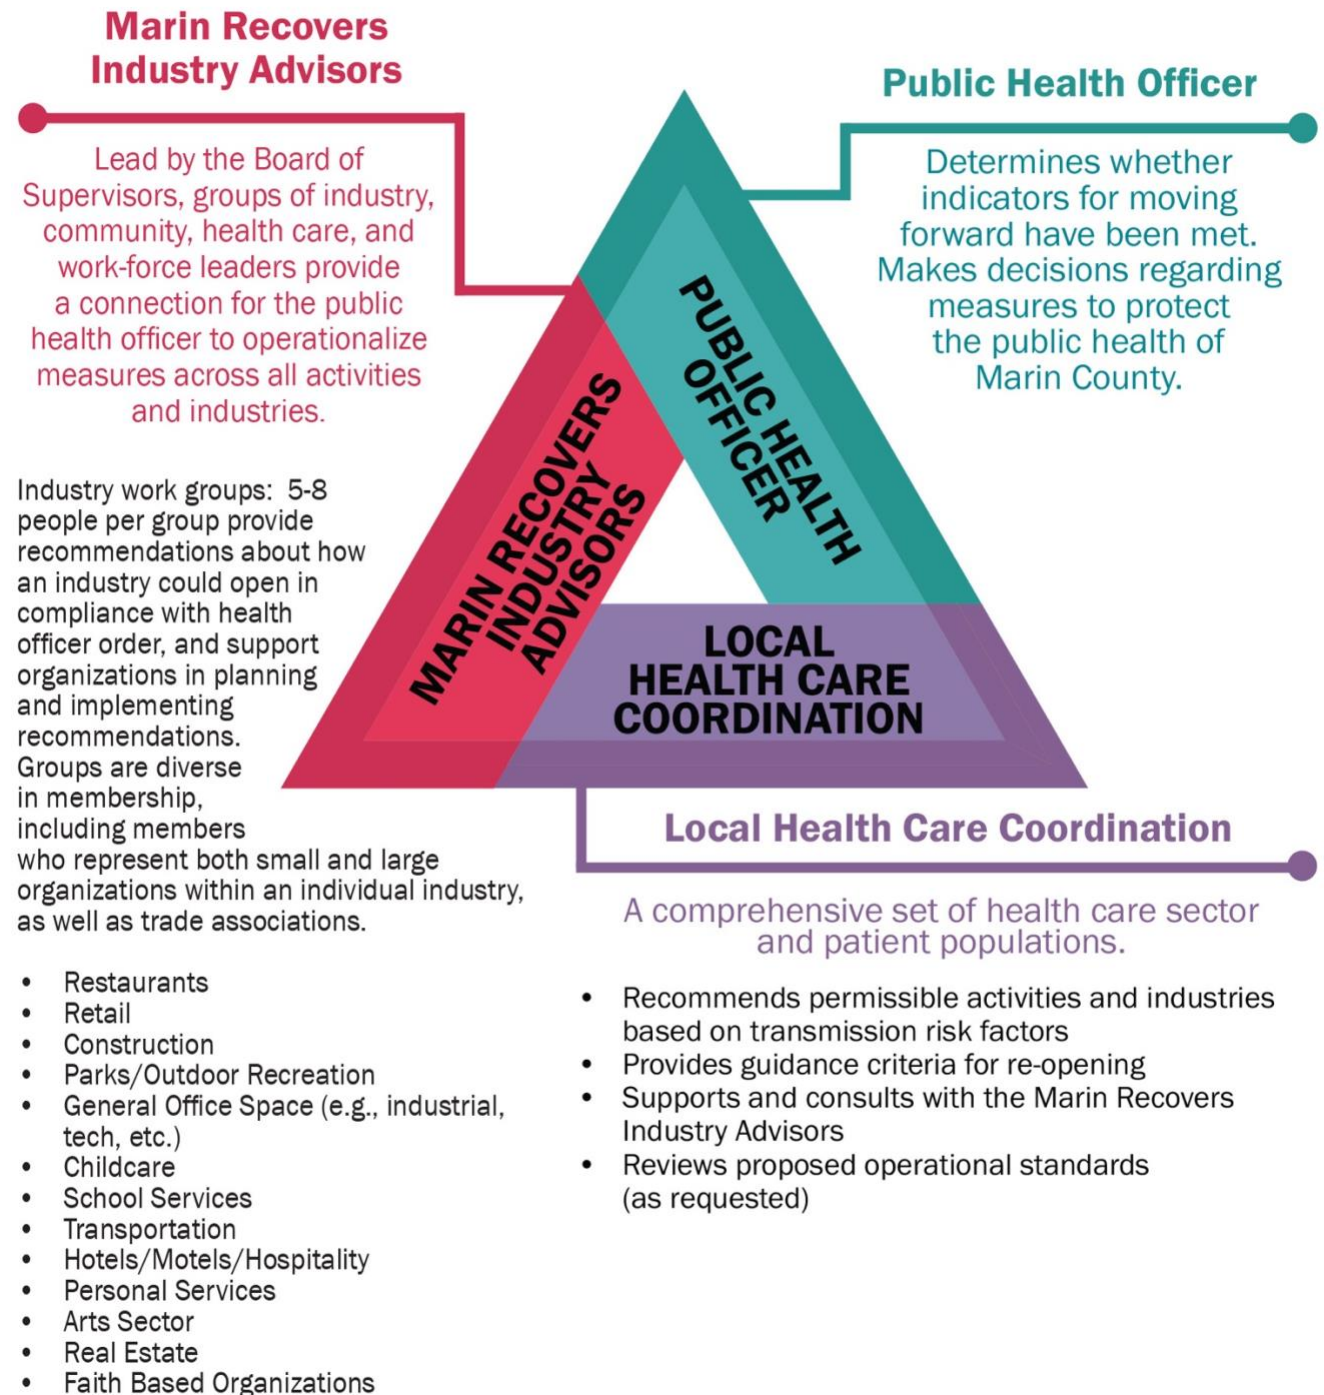 Marin Recovers
Industry Advisors
Lead by the Board of
Supervisors, groups of industry,
community, health care, and
work-force leaders provide
a connection for the public
health officer to operationalize
measures across all activities
and industries.
Public Health Officer
Determines whether
indicators for moving
forward have been met.
Makes decisions regarding
measures to protect
the public health of
Marin County.
MARIN RECOVERS
INDUSTRY
ADVISORS
PUBLIC HEALTH
OFFICER
LOCAL
HEALTH CARE
COORDINATION
Industry work groups:  5-8
people per group provide
recommendations about how
an industry could open in
compliance with health
officer order, and support
organizations in planning
and implementing
recommendations.
Groups are diverse
in membership,
including members
who represent both small and large
organizations within an individual industry,
as well as trade associations.
• Restaurants
• Retail
• Construction
• Parks/Outdoor Recreation
• General Office Space (e.g., industrial,
tech, etc.)
• Childcare
• School Services
• Transportation
• Hotels/Motels/Hospitality
• Personal Services
• Arts Sector
• Real Estate
• Faith Based Organizations
Local Health Care Coordination
A comprehensive set of health care sector
and patient populations.
• Recommends permissible activities and industries
based on transmission risk factors
• Provides guidance criteria for re-opening
• Supports and consults with the Marin Recovers
Industry Advisors
• Reviews proposed operational standards
(as requested)